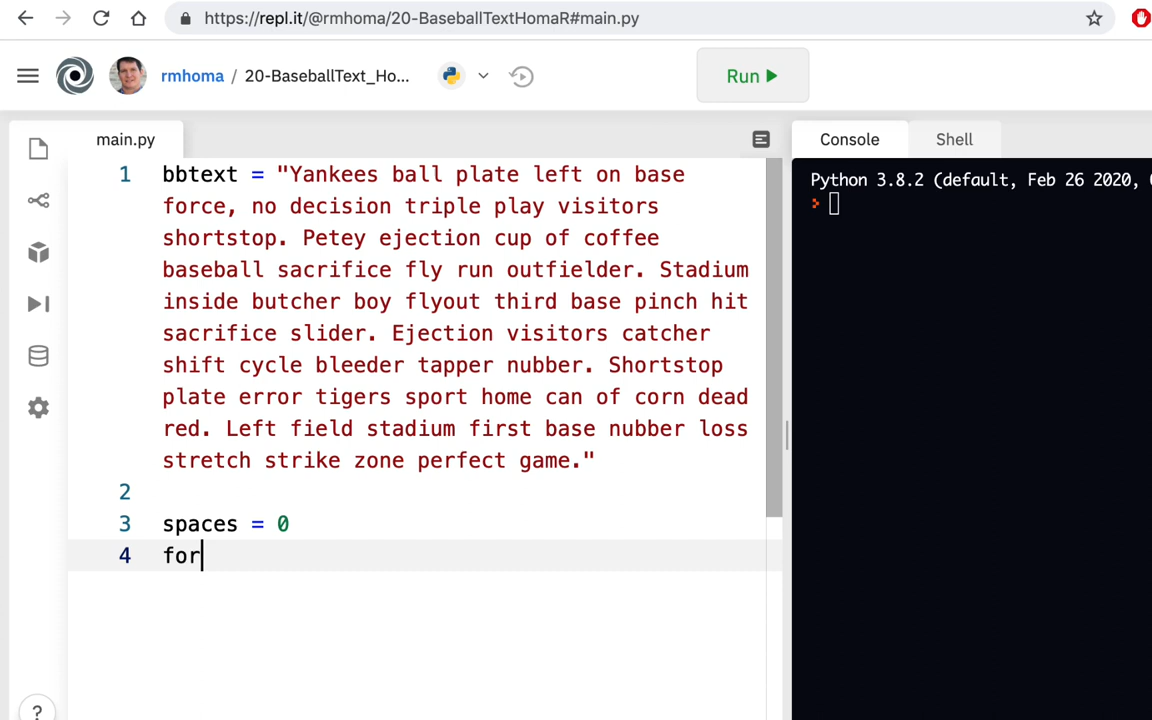 https://repl.it/@rmhoma/20-BaseballTextHomaR#main.py
rmhoma / 20-BaseballText_Ho...
Run
main.py
Console
Shell
1 bbtext = "Yankees ball plate left on base
force, no decision triple play visitors
shortstop. Petey ejection cup of coffee
baseball sacrifice fly run outfielder. Stadium
inside butcher boy flyout third base pinch hit
sacrifice slider. Ejection visitors catcher
shift cycle bleeder tapper nubber. Shortstop
plate error tigers sport home can of corn dead
red. Left field stadium first base nubber loss
stretch strike zone perfect game."
2
3 spaces = 0
4 for
Python 3.8.2 (default, Feb 26 2020,
?